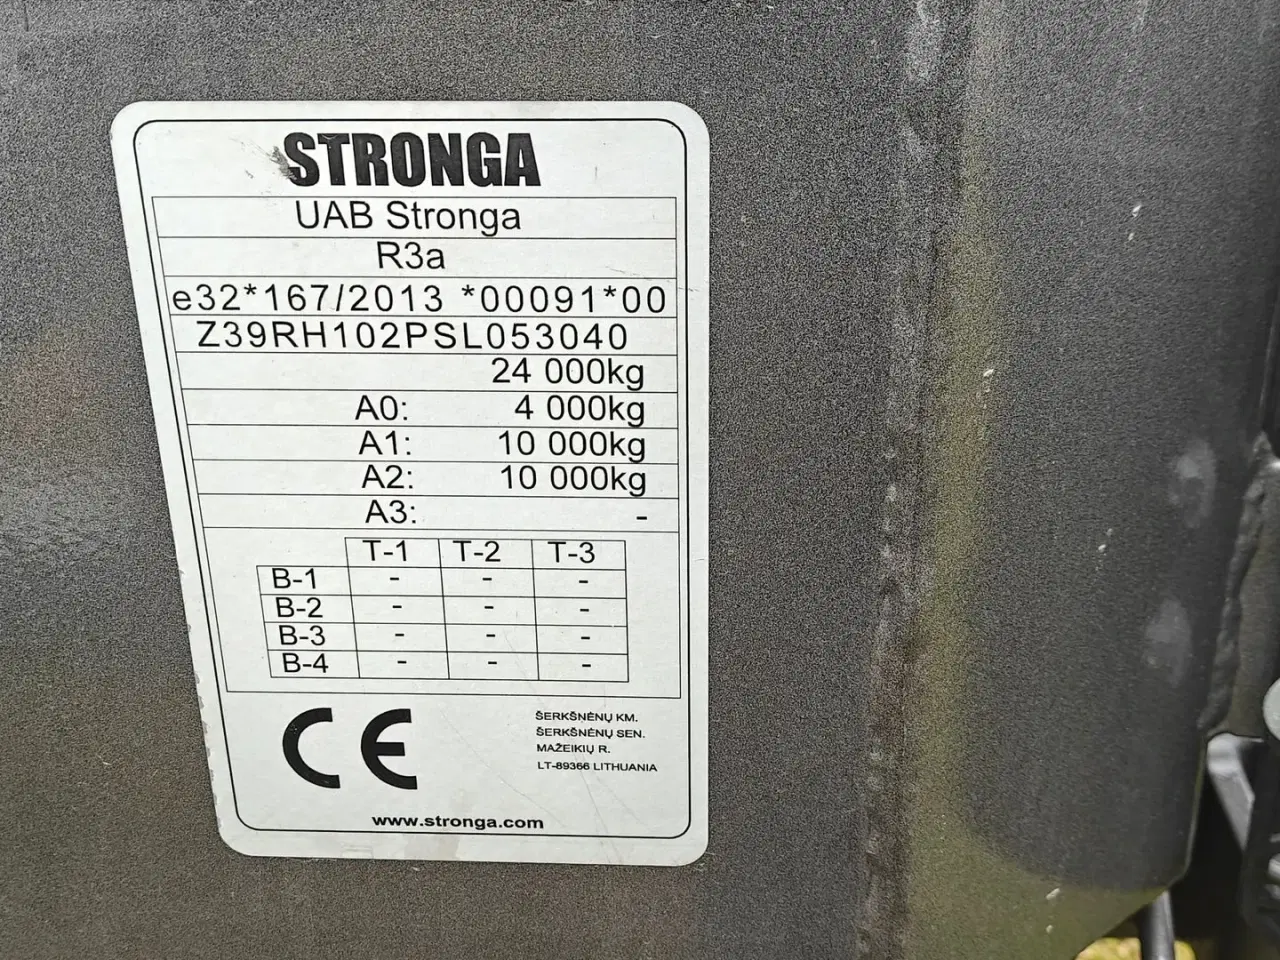 STRONGA
UAB Stronga
R3a
e32*167/2013 *00091*00
Z39RH102PSL053040
24 000kg
A0: 4 000kg
A1: 10 000kg
A2: 10 000kg
A3: -
T-1 T-2 T-3
B-1 - - -
B-2 - - -
B-3 - - -
B-4 - - -
CE
ŠERKŠNĖNŲ KM.
ŠERKŠNĖNŲ SEN.
MAŽEIKIŲ R.
LT-89366 LITHUANIA
www.stronga.com